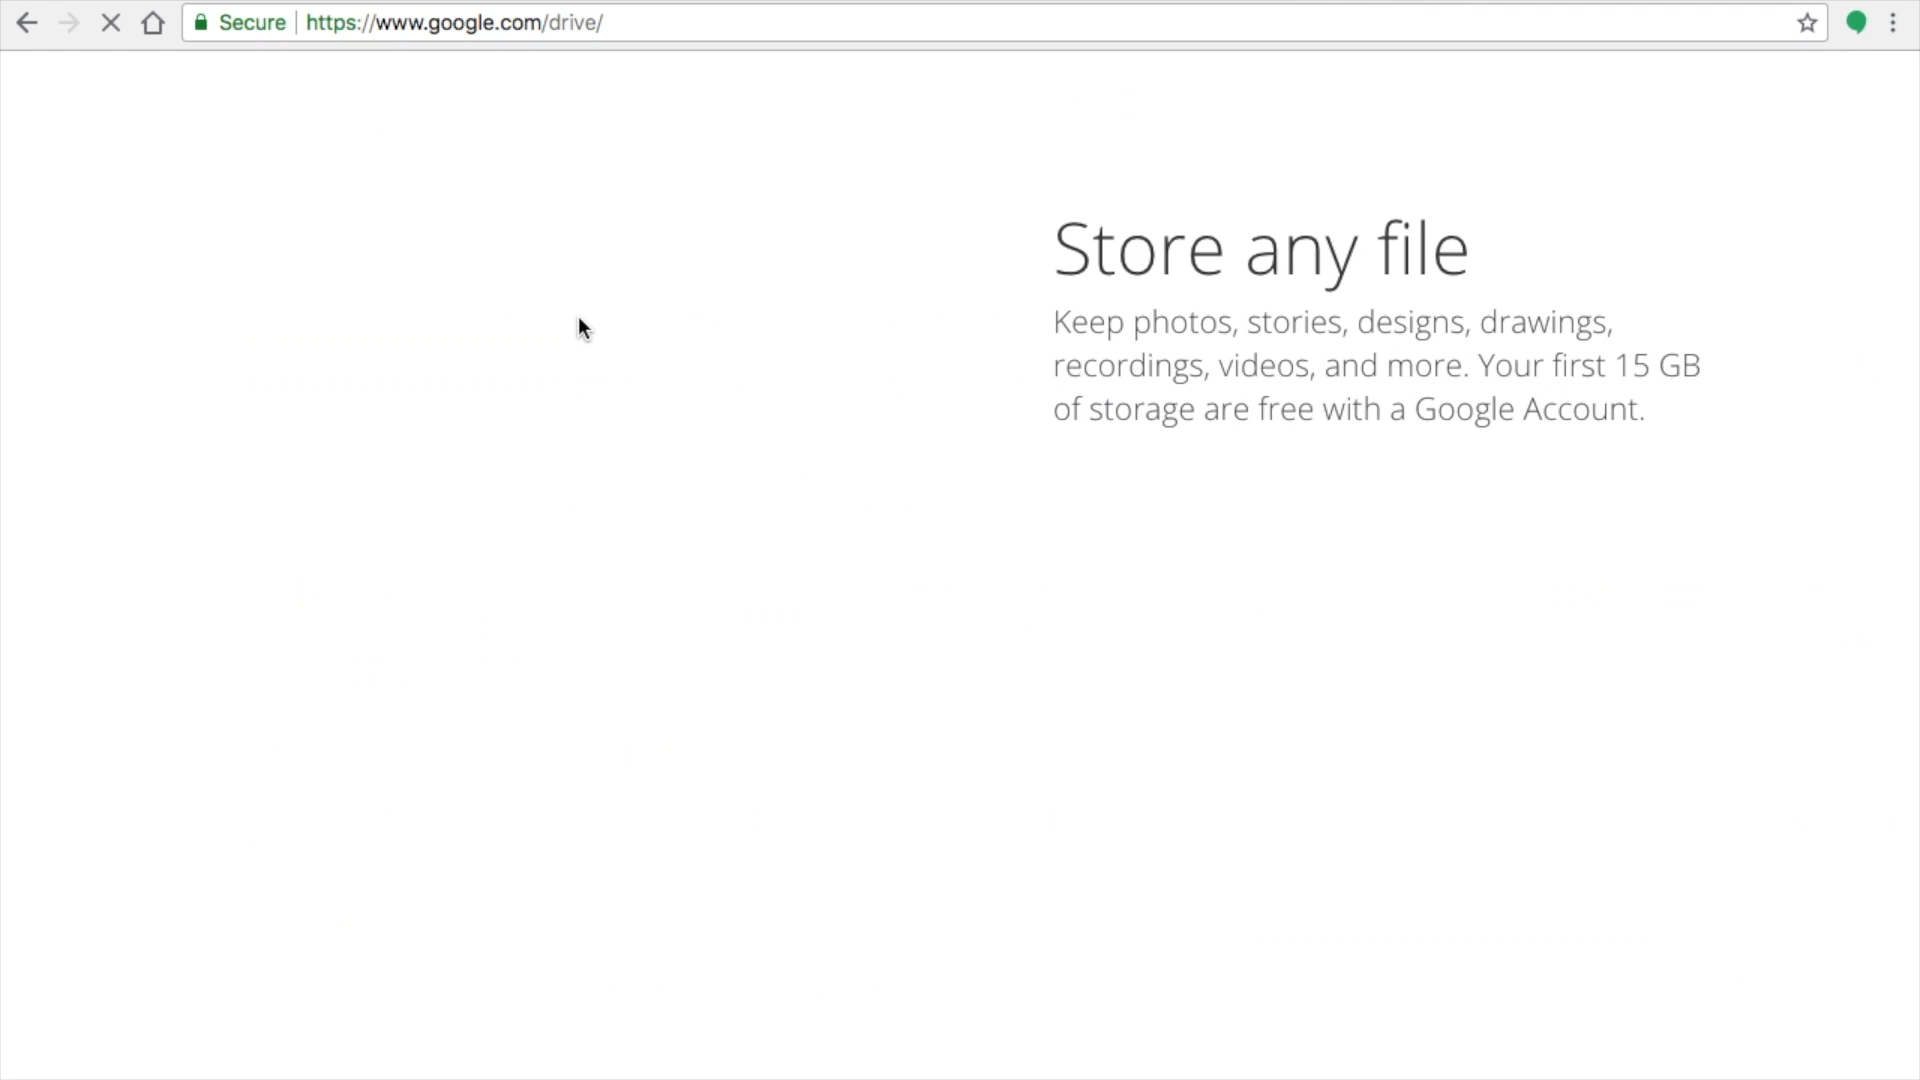 Secure | https://www.google.com/drive/
Store any file
Keep photos, stories, designs, drawings,
recordings, videos, and more. Your first 15 GB
of storage are free with a Google Account.